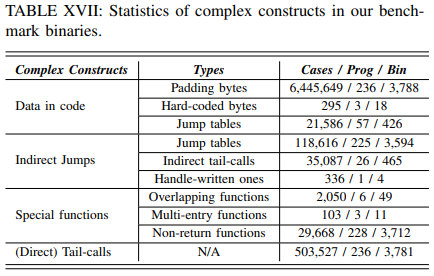 TABLE XVII: Statistics of complex constructs in our bench-
mark binaries.
Complex Constructs Types Cases / Prog / Bin
Data in code
Padding bytes 6,445,649 / 236 / 3,788
Hard-coded bytes 295 / 3 / 18
Jump tables 21,586 / 57 / 426
Indirect Jumps
Jump tables 118,616 / 225 / 3,594
Indirect tail-calls 35,087 / 26 / 465
Handle-written ones 336 / 1 / 4
Special functions
Overlapping functions 2,050 / 6 / 49
Multi-entry functions 103 / 3 / 11
Non-return functions 29,668 / 228 / 3,712
(Direct) Tail-calls N/A 503,527 / 236 / 3,781